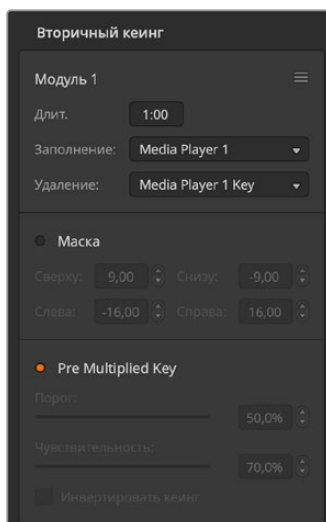 Вторичный кеинг
Модуль 1
Длит. 1:00
Заполнение: Media Player 1
Удаление: Media Player 1 Key
Маска
Сверху: 9,00 Снизу: -9,00
Слева: -16,00 Справа: 16,00
Pre Multiplied Key
Порог:
50,0%
Чувствительность:
70,0%
Инвертировать кеинг